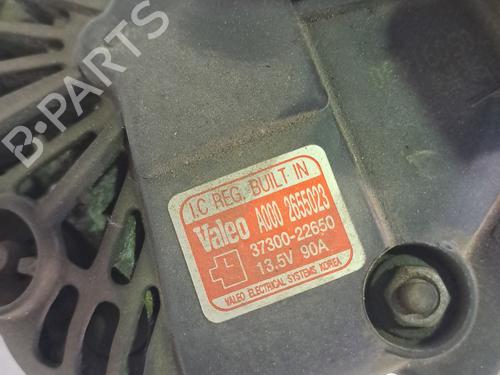 B-PARTS
I.C REG. BUILT IN
Valeo A000 2655023
37300-22650
13,5V 90A
VALEO ELECTRICAL SYSTEMS KOREA